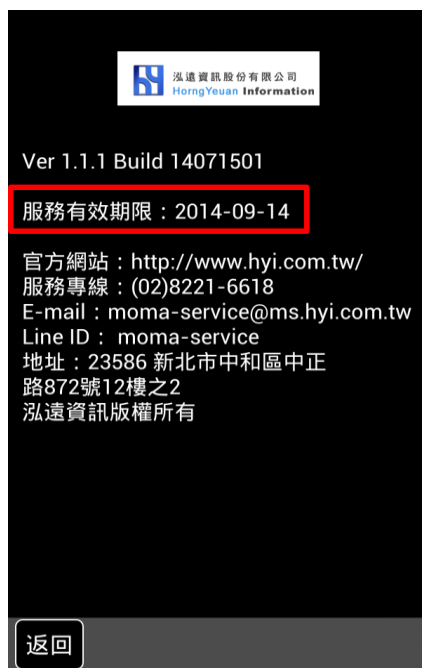 泓遠資訊股份有限公司
HorngYeuan Information
Ver 1.1.1 Build 14071501
服務有效期限：2014-09-14
官方網站：http://www.hyi.com.tw/
服務專線：(02)8221-6618
E-mail：moma-service@ms.hyi.com.tw
Line ID： moma-service
地址：23586 新北市中和區中正
路872號12樓之2
泓遠資訊版權所有
返回